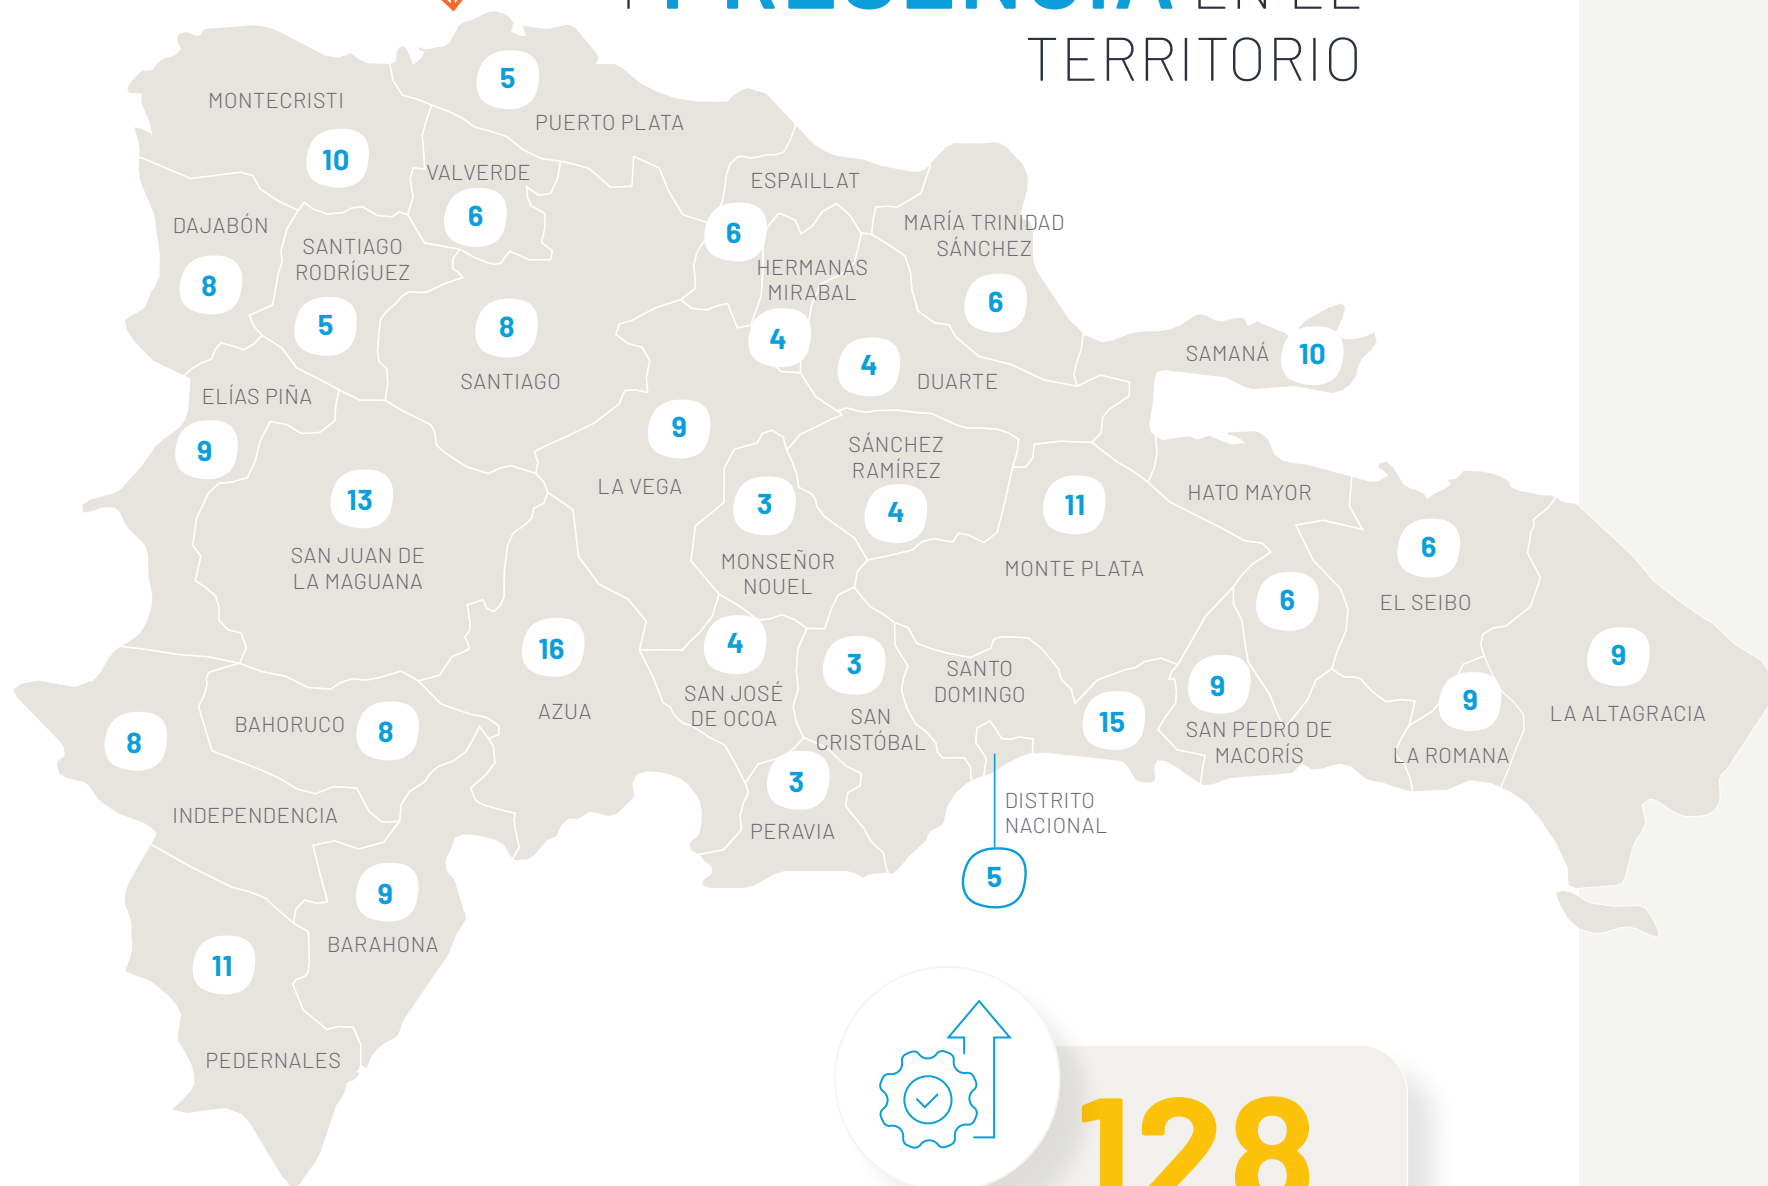 PRESENCIA EN EL
TERRITORIO
5
PUERTO PLATA
MONTECRISTI
10
VALVERDE
6
ESPAILLAT
6
DAJABÓN
8
SANTIAGO
RODRÍGUEZ
5
MARÍA TRINIDAD
SÁNCHEZ
6
HERMANAS
MIRABAL
4
8
SANTIAGO
4
DUARTE
SAMANÁ
10
ELÍAS PIÑA
9
9
LA VEGA
SÁNCHEZ
RAMÍREZ
4
13
SAN JUAN DE
LA MAGUANA
3
MONSEÑOR
NOUEL
11
MONTE PLATA
HATO MAYOR
6
6
EL SEIBO
16
AZUA
4
SAN JOSÉ
DE OCOA
3
SAN
CRISTÓBAL
SANTO
DOMINGO
15
9
SAN PEDRO DE
MACORÍS
9
LA ROMANA
9
LA ALTAGRACIA
BAHORUCO
8
8
INDEPENDENCIA
3
PERAVIA
DISTRITO
NACIONAL
5
9
BARAHONA
11
PEDERNALES
128